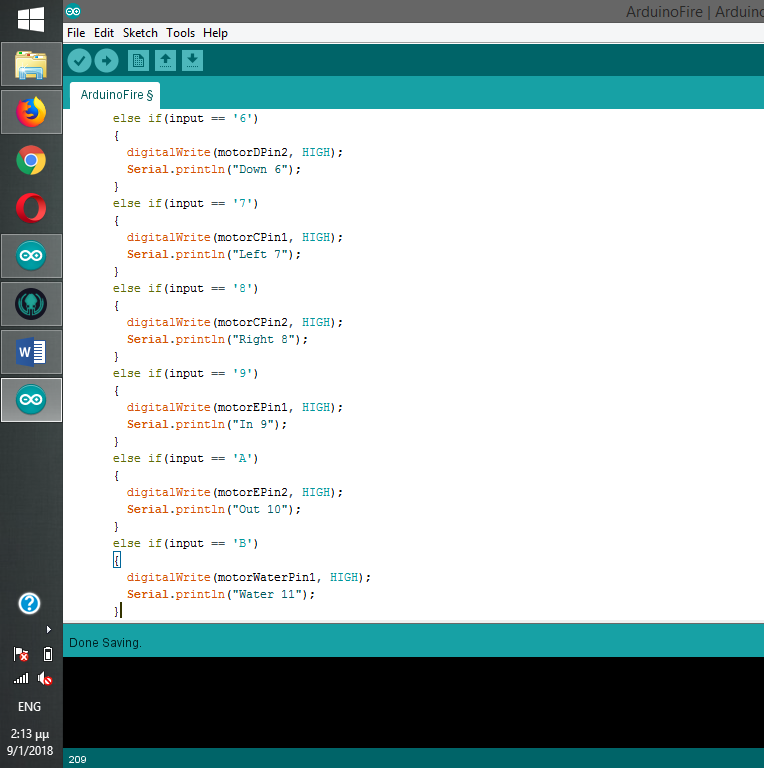 ArduinoFire | Arduino
File Edit Sketch Tools Help
ArduinoFire §
else if(input == '6')
{
digitalWrite(motorDPin2, HIGH);
Serial.println("Down 6");
}
else if(input == '7')
{
digitalWrite(motorCPin1, HIGH);
Serial.println("Left 7");
}
else if(input == '8')
{
digitalWrite(motorCPin2, HIGH);
Serial.println("Right 8");
}
else if(input == '9')
{
digitalWrite(motorEPin1, HIGH);
Serial.println("In 9");
}
else if(input == 'A')
{
digitalWrite(motorEPin2, HIGH);
Serial.println("Out 10");
}
else if(input == 'B')
{
digitalWrite(motorWaterPin1, HIGH);
Serial.println("Water 11");
}
Done Saving.
209
W
?
ENG
2:13 μμ
9/1/2018